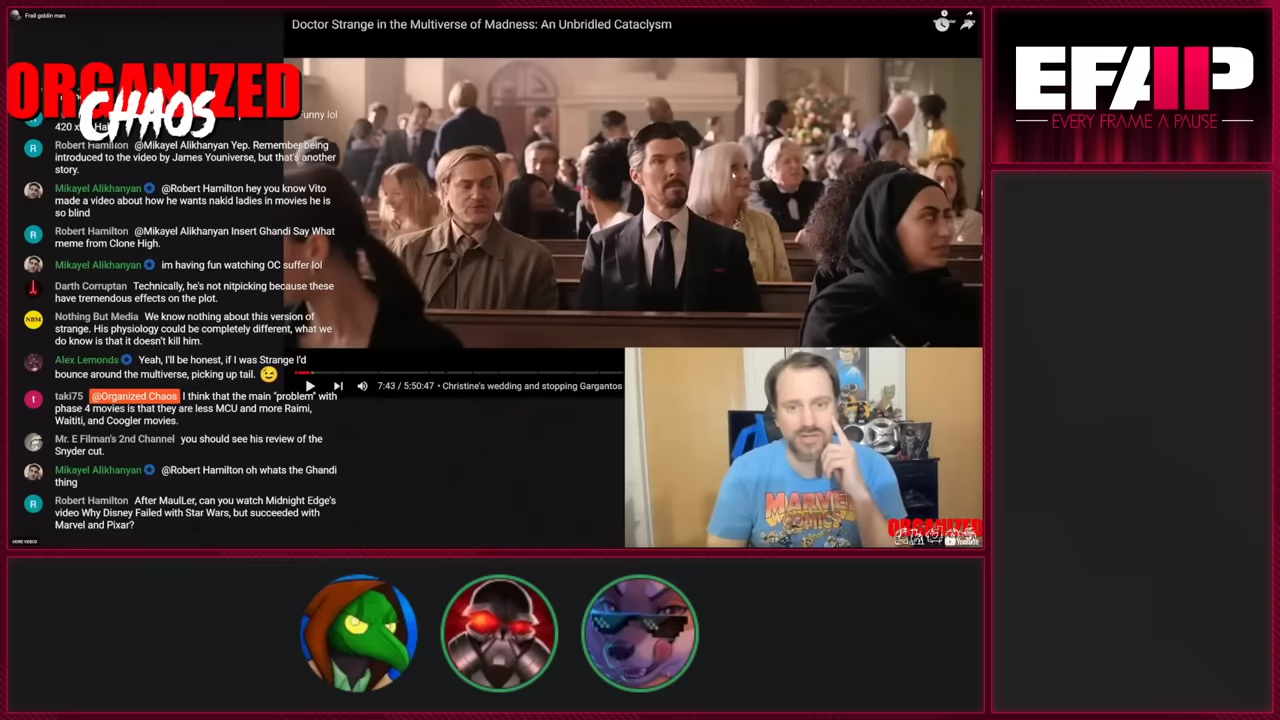 Frail goblin man
Doctor Strange in the Multiverse of Madness: An Unbridled Cataclysm
ORGANIZED
CHAOS
Funny lol
420 x
Robert Hamilton @Mikayel Alikhanyan Yep. Remember being
introduced to the video by James Youniverse, but that's another
story.
Mikayel Alikhanyan @Robert Hamilton hey you know Vito
made a video about how he wants nakid ladies in movies he is
so blind
Robert Hamilton @Mikayel Alikhanyan Insert Ghandi Say What
meme from Clone High.
Mikayel Alikhanyan im having fun watching OC suffer lol
Darth Corruptan Technically, he's not nitpicking because these
have tremendous effects on the plot.
NBM Nothing But Media We know nothing about this version of
strange. His physiology could be completely different, what we
do know is that it doesn't kill him.
Alex Lemonds Yeah, I'll be honest, if I was Strange I'd
bounce around the multiverse, picking up tail. 😉
taki75 @Organized Chaos I think that the main "problem" with
phase 4 movies is that they are less MCU and more Raimi,
Waititi, and Coogler movies.
Mr. E Filman's 2nd Channel you should see his review of the
Snyder cut.
Mikayel Alikhanyan @Robert Hamilton oh whats the Ghandi
thing
Robert Hamilton After MaulLer, can you watch Midnight Edge's
video Why Disney Failed with Star Wars, but succeeded with
Marvel and Pixar?
MORE VIDEOS
7:43 / 5:50:47 • Christine's wedding and stopping Gargantos
MARVEL
COMICS
ORGANIZED
YouTube
EFAP
EVERY FRAME A PAUSE